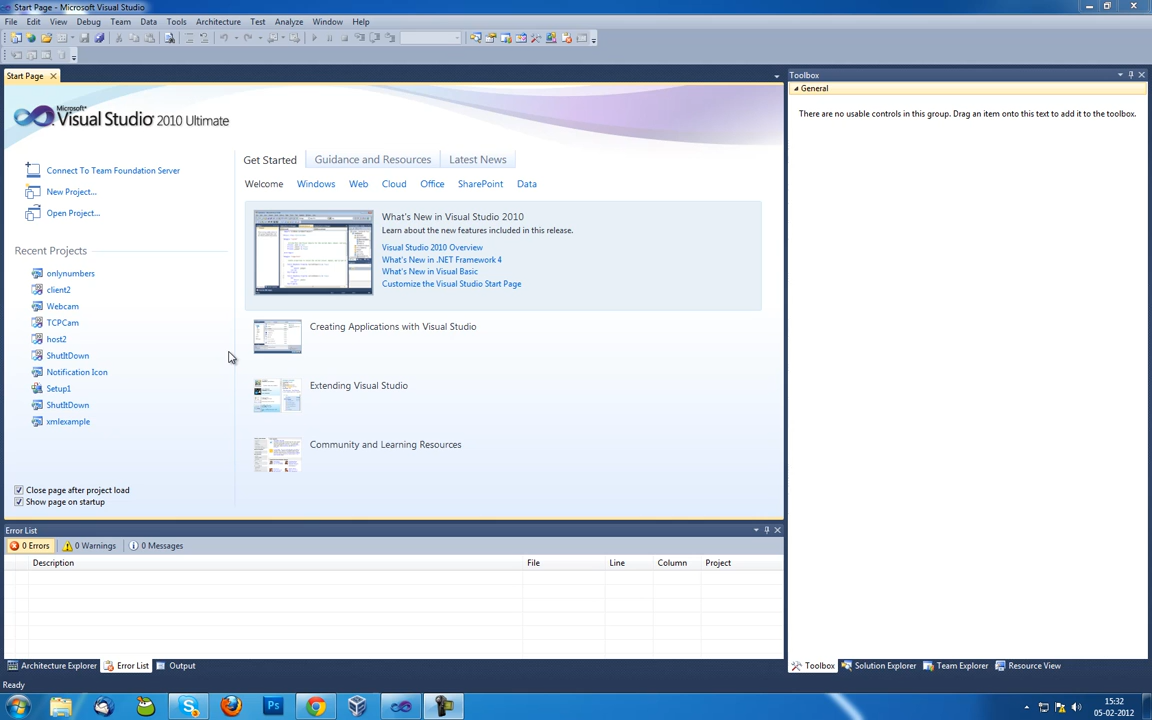 Start Page - Microsoft Visual Studio
File Edit View Debug Team Data Tools Architecture Test Analyze Window Help
Start Page
Microsoft
Visual Studio 2010 Ultimate
Connect To Team Foundation Server
New Project...
Open Project...
Recent Projects
onlynumbers
client2
Webcam
TCPCam
host2
ShutItDown
Notification Icon
Setup1
ShutItDown
xmlexample
Close page after project load
Show page on startup
Get Started Guidance and Resources Latest News
Welcome Windows Web Cloud Office SharePoint Data
What's New in Visual Studio 2010
Learn about the new features included in this release.
Visual Studio 2010 Overview
What's New in .NET Framework 4
What's New in Visual Basic
Customize the Visual Studio Start Page
Creating Applications with Visual Studio
Extending Visual Studio
Community and Learning Resources
Toolbox
General
There are no usable controls in this group. Drag an item onto this text to add it to the toolbox.
Error List
0 Errors 0 Warnings 0 Messages
Description File Line Column Project
Architecture Explorer Error List Output
Toolbox Solution Explorer Team Explorer Resource View
Ready
Ps
15:32
05-02-2012